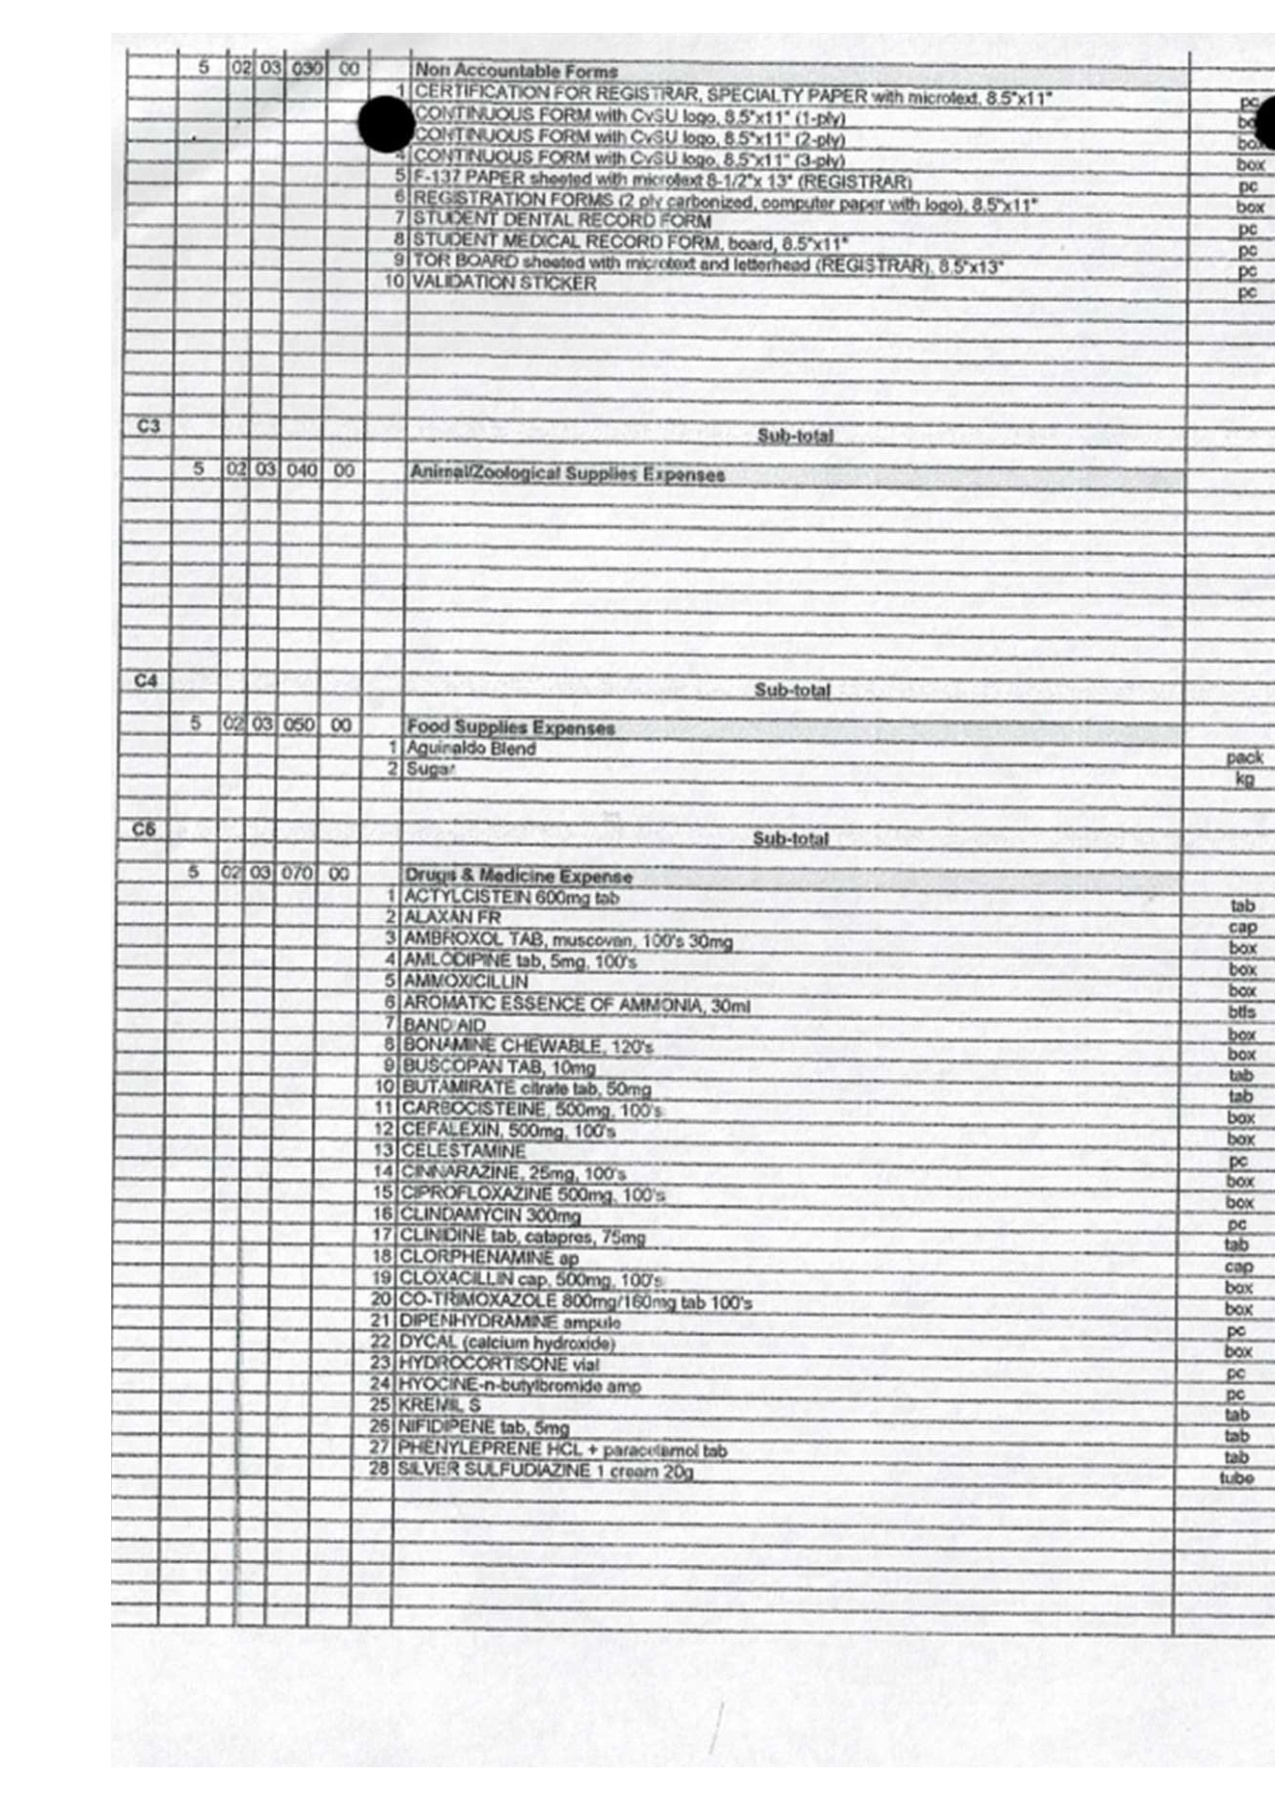 5 02 03 030 00 Non Accountable Forms
1 CERTIFICATION FOR REGISTRAR, SPECIALTY PAPER with microtext, 8.5"x11" pc
CONTINUOUS FORM with CvSU logo, 8.5"x11" (1-ply)
CONTINUOUS FORM with CvSU logo, 8.5"x11" (2-ply) box
4 CONTINUOUS FORM with CvSU logo, 8.5"x11" (3-ply) box
5 F-137 PAPER sheeted with microtext 8-1/2"x 13" (REGISTRAR) pc
6 REGISTRATION FORMS (2 ply carbonized, computer paper with logo), 8.5"x11" box
7 STUDENT DENTAL RECORD FORM pc
8 STUDENT MEDICAL RECORD FORM, board, 8.5"x11" pc
9 TOR BOARD sheeted with microtext and letterhead (REGISTRAR), 8.5"x13" pc
10 VALIDATION STICKER pc
C3 Sub-total
5 02 03 040 00 Animal/Zoological Supplies Expenses
C4 Sub-total
5 02 03 050 00 Food Supplies Expenses
1 Aguinaldo Blend pack
2 Sugar kg
C6 Sub-total
5 02 03 070 00 Drugs & Medicine Expense
1 ACTYLCISTEIN 600mg tab tab
2 ALAXAN FR cap
3 AMBROXOL TAB, muscovan, 100's 30mg box
4 AMLODIPINE tab, 5mg, 100's box
5 AMMOXICILLIN box
6 AROMATIC ESSENCE OF AMMONIA, 30ml btls
7 BAND AID box
8 BONAMINE CHEWABLE, 120's box
9 BUSCOPAN TAB, 10mg tab
10 BUTAMIRATE citrate tab, 50mg tab
11 CARBOCISTEINE, 500mg, 100's box
12 CEFALEXIN, 500mg, 100's box
13 CELESTAMINE pc
14 CINNARAZINE, 25mg, 100's box
15 CIPROFLOXAZINE 500mg, 100's box
16 CLINDAMYCIN 300mg pc
17 CLINIDINE tab, catapres, 75mg tab
18 CLORPHENAMINE ap cap
19 CLOXACILLIN cap, 500mg, 100's box
20 CO-TRIMOXAZOLE 800mg/160mg tab 100's box
21 DIPENHYDRAMINE ampule pc
22 DYCAL (calcium hydroxide) box
23 HYDROCORTISONE vial pc
24 HYOCINE-n-butylbromide amp pc
25 KREMIL S tab
26 NIFIDIPENE tab, 5mg tab
27 PHENYLEPRENE HCL + paracetamol tab tab
28 SILVER SULFUDIAZINE 1 cream 20g tube